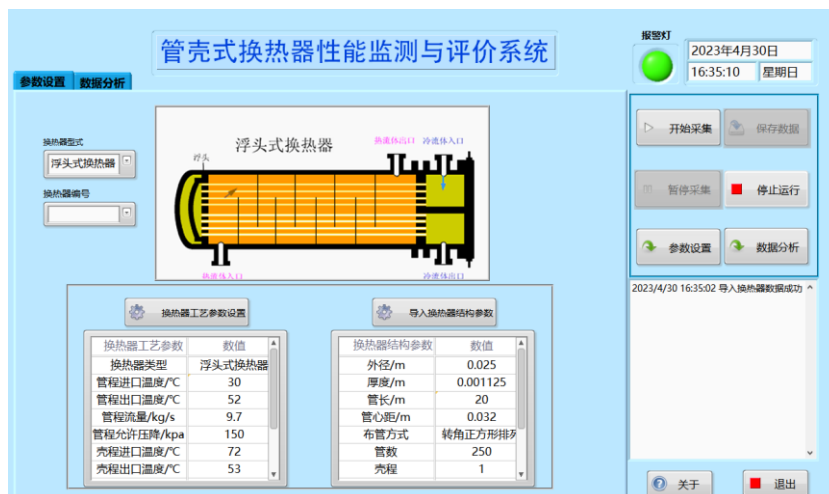 管壳式换热器性能监测与评价系统
报警灯
2023年4月30日
16:35:10 星期日
参数设置 数据分析
换热器型式
浮头式换热器
换热器编号
浮头式换热器
浮头
热流体出口 冷流体入口
热流体入口 冷流体出口
开始采集 保存数据
暂停采集 停止运行
参数设置 数据分析
2023/4/30 16:35:02 导入换热器数据成功
换热器工艺参数设置
换热器工艺参数 数值
换热器类型 浮头式换热器
管程进口温度/℃ 30
管程出口温度/℃ 52
管程流量/kg/s 9.7
管程允许压降/kpa 150
壳程进口温度/℃ 72
壳程出口温度/℃ 53
导入换热器结构参数
换热器结构参数 数值
外径/m 0.025
厚度/m 0.001125
管长/m 20
管心距/m 0.032
布管方式 转角正方形排列
管数 250
壳程 1
关于 退出